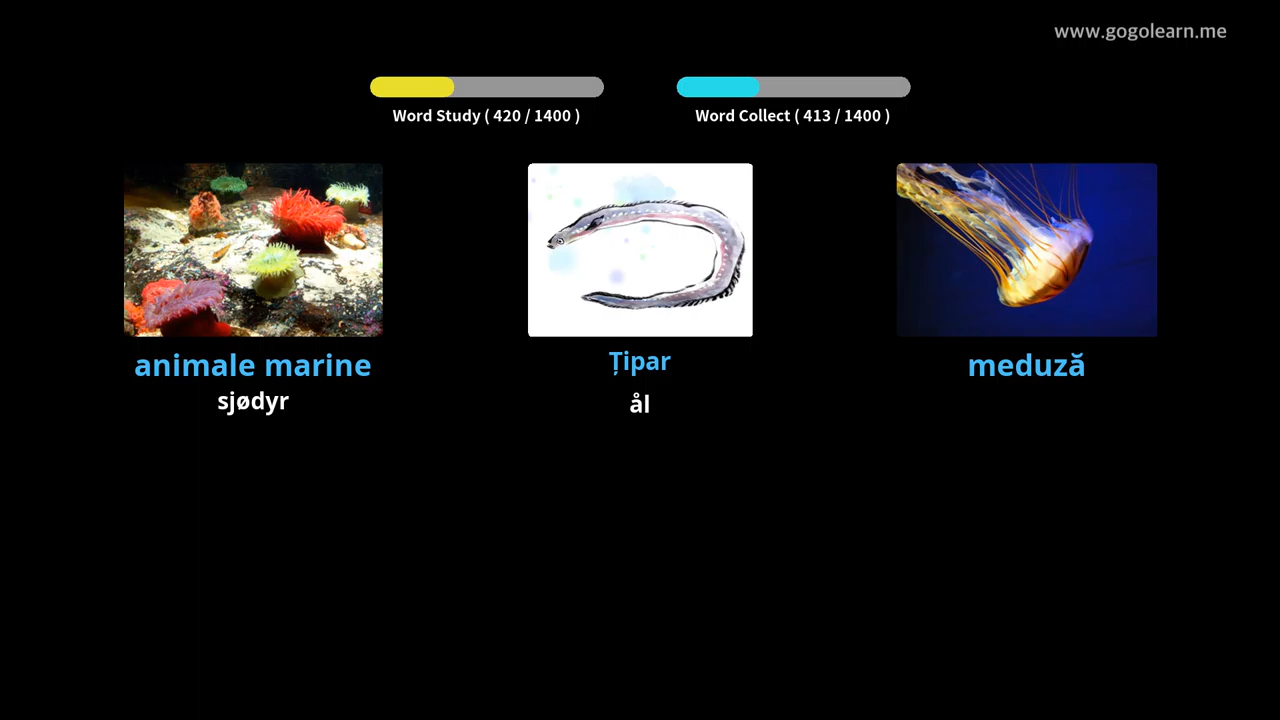 www.gogolearn.me
Word Study ( 420 / 1400 )
Word Collect ( 413 / 1400 )
animale marine
sjødyr
Țipar
ål
meduză